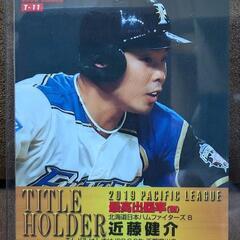 T-11
2019 PACIFIC LEAGUE
最高出塁率(初)
TITLE
HOLDER
北海道日本ハムファイターズ 8
近藤健介